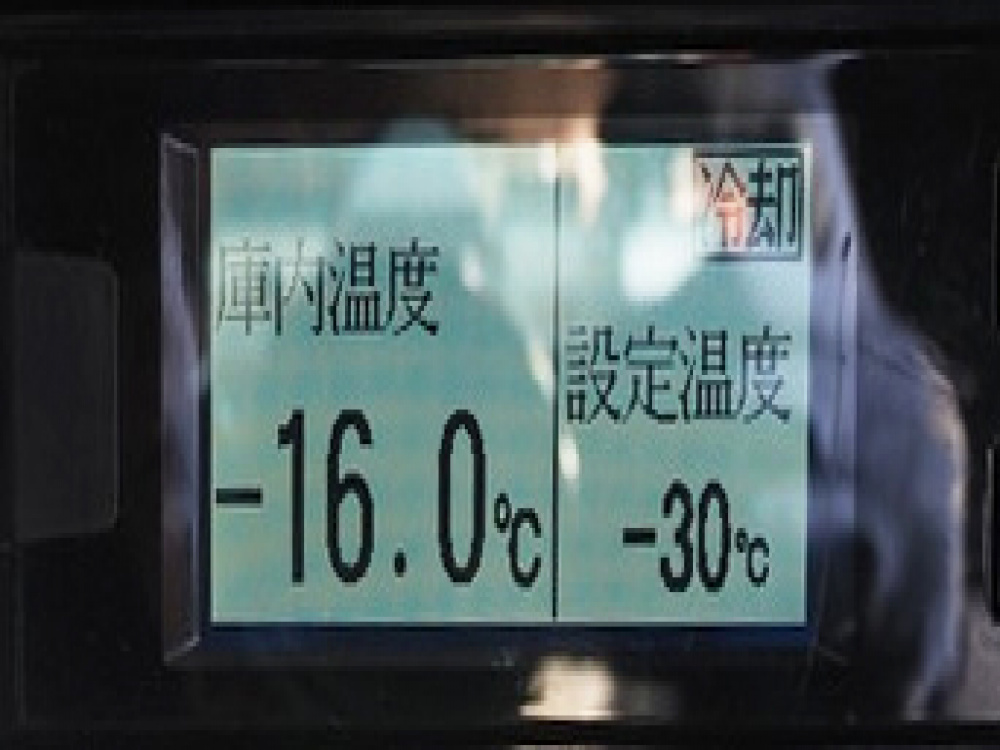 庫内温度
-16.0℃
冷却
設定温度
-30℃